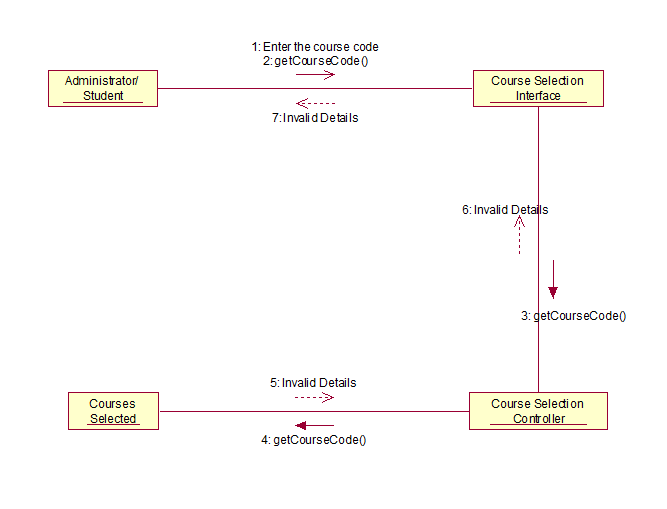 1: Enter the course code
2: getCourseCode()
Administrator/
Student
Course Selection
Interface
7: Invalid Details
6: Invalid Details
3: getCourseCode()
5: Invalid Details
Courses
Selected
Course Selection
Controller
4: getCourseCode()